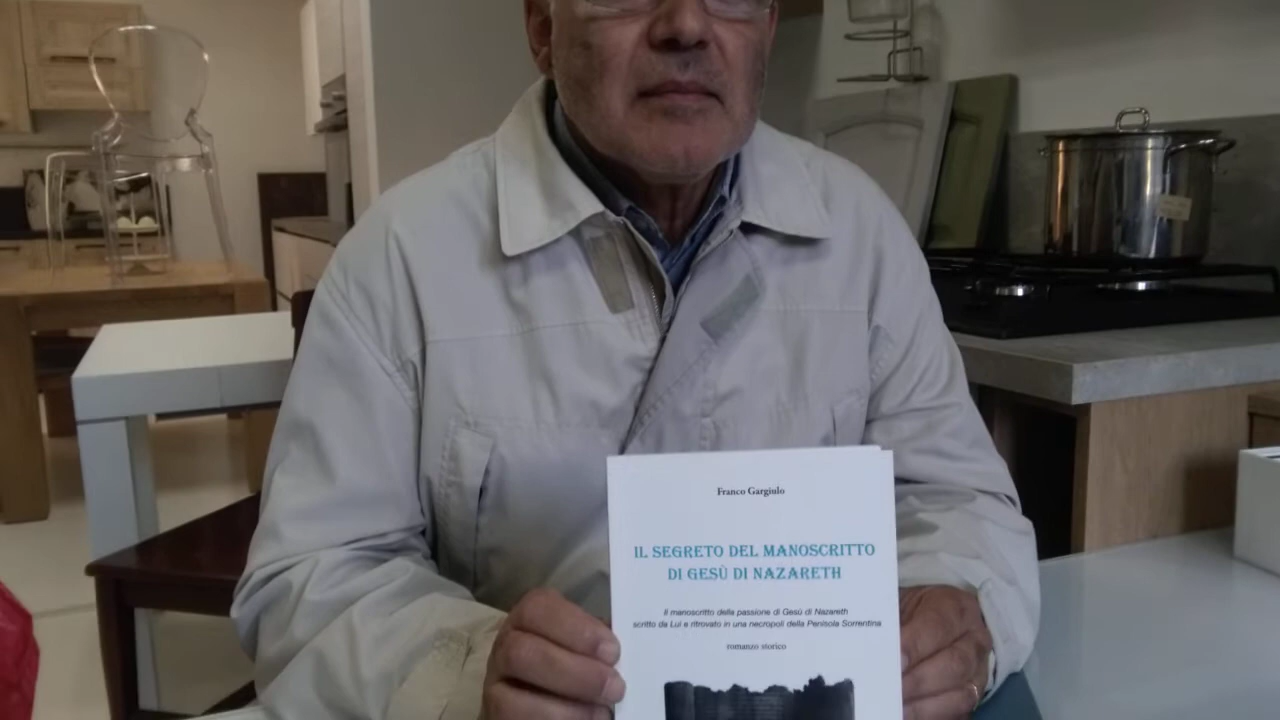 Franco Gargiulo
IL SEGRETO DEL MANOSCRITTO
DI GESÙ DI NAZARETH
Il manoscritto della passione di Gesù di Nazareth
scritto da Lui e ritrovato in una necropoli della Penisola Sorrentina
romanzo storico